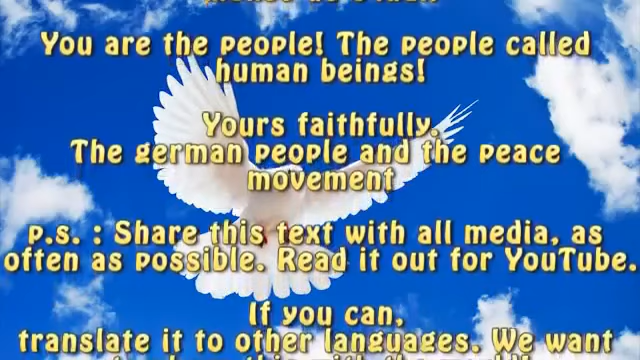 You are the people! The people called
human beings!
Yours faithfully.
The german people and the peace
movement
p.s. : Share this text with all media, as
often as possible. Read it out for YouTube.
If you can,
translate it to other languages. We want